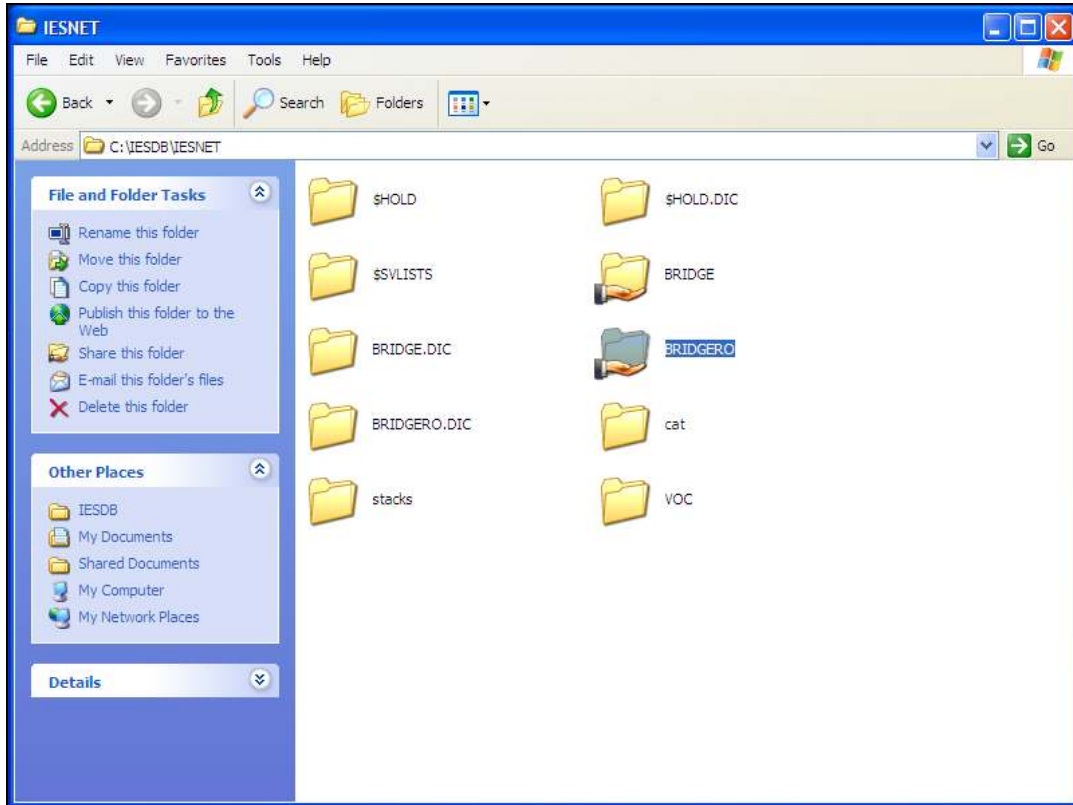 IESNET
File Edit View Favorites Tools Help
Back Search Folders
Address C:\IESDB\IESNET Go
File and Folder Tasks
Rename this folder
Move this folder
Copy this folder
Publish this folder to the
Web
Share this folder
E-mail this folder's files
Delete this folder
Other Places
IESDB
My Documents
Shared Documents
My Computer
My Network Places
Details
$HOLD $HOLD.DIC
$SVLISTS BRIDGE
BRIDGE.DIC BRIDGERO
BRIDGERO.DIC cat
stacks VOC